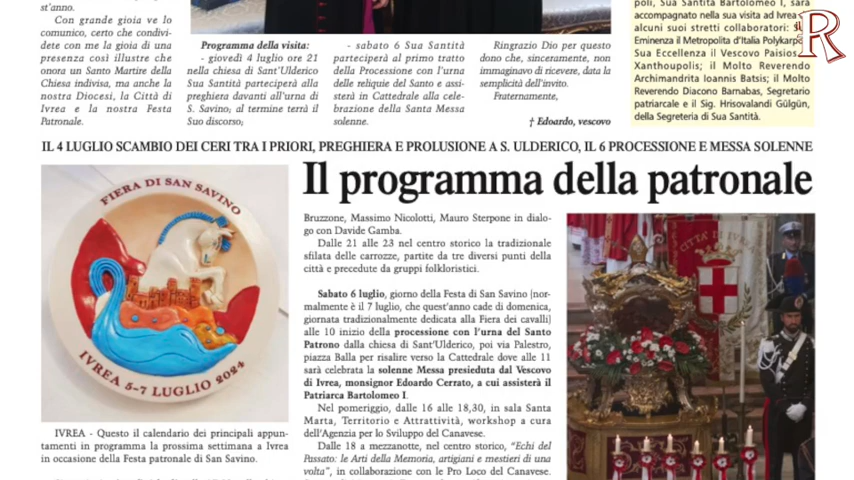 st'anno.
Con grande gioia ve lo
comunico, certo che condivi-
dete con me la gioia di una
presenza così illustre che
onora un Santo Martire della
Chiesa indivisa, ma anche la
nostra Diocesi, la Città di
Ivrea e la nostra Festa
Patronale.
Programma della visita:
- giovedì 4 luglio ore 21
nella chiesa di Sant'Ulderico
Sua Santità parteciperà alla
preghiera davanti all'urna di
S. Savino; al termine terrà il
Suo discorso;
- sabato 6 Sua Santità
parteciperà al primo tratto
della Processione con l'urna
delle reliquie del Santo e assi-
sterà in Cattedrale alla cele-
brazione della Santa Messa
solenne.
Ringrazio Dio per questo
dono che, sinceramente, non
immaginavo di ricevere, data la
semplicità dell'invito.
Fraternamente,
† Edoardo, vescovo
poli, Sua Santità Bartolomeo I, sarà
accompagnato nella sua visita ad Ivrea
alcuni suoi stretti collaboratori:
Eminenza il Metropolita d'Italia Polykarpo
Sua Eccellenza il Vescovo Paisios
Xanthoupolis; il Molto Reverendo
Archimandrita Ioannis Batsis; il Molto
Reverendo Diacono Barnabas, Segretario
patriarcale e il Sig. Hrisovalandi Gülgün,
della Segreteria di Sua Santità.
R
IL 4 LUGLIO SCAMBIO DEI CERI TRA I PRIORI, PREGHIERA E PROLUSIONE A S. ULDERICO, IL 6 PROCESSIONE E MESSA SOLENNE
Il programma della patronale
FIERA DI SAN SAVINO
IVREA 5-7 LUGLIO 2024
IVREA - Questo il calendario dei principali appun-
tamenti in programma la prossima settimana a Ivrea
in occasione della Festa patronale di San Savino.
Bruzzone, Massimo Nicolotti, Mauro Sterpone in dialo-
go con Davide Gamba.
Dalle 21 alle 23 nel centro storico la tradizionale
sfilata delle carrozze, partite da tre diversi punti della
città e precedute da gruppi folkloristici.
Sabato 6 luglio, giorno della Festa di San Savino |nor-
malmente è il 7 luglio, che quest'anno cade di domenica,
giornata tradizionalmente dedicata alla Fiera dei cavalli]
alle 10 inizio della processione con l'urna del Santo
Patrono dalla chiesa di Sant'Ulderico, poi via Palestro,
piazza Balla per risalire verso la Cattedrale dove alle 11
sarà celebrata la solenne Messa presieduta dal Vescovo
di Ivrea, monsignor Edoardo Cerrato, a cui assisterà il
Patriarca Bartolomeo I.
Nel pomeriggio, dalle 16 alle 18,30, in sala Santa
Marta, Territorio e Attrattività, workshop a cura
dell'Agenzia per lo Sviluppo del Canavese.
Dalle 18 a mezzanotte, nel centro storico, "Echi del
Passato: le Arti della Memoria, artigiani e mestieri di una
volta", in collaborazione con le Pro Loco del Canavese.
CITTÀ DI IVREA